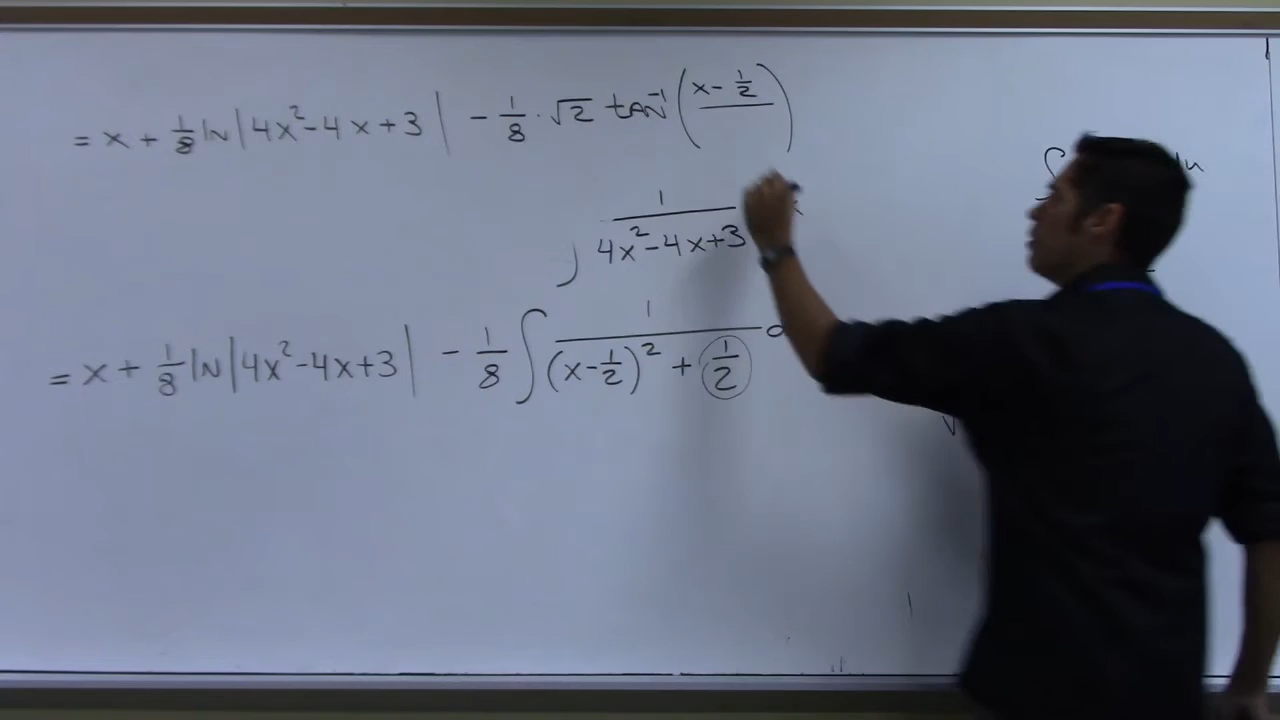 = x + 1/8 ln|4x² - 4x + 3| - 1/8 · √2 tan⁻¹(x - 1/2 / )
∫ 1/(4x² - 4x + 3)
= x + 1/8 ln|4x² - 4x + 3| - 1/8 ∫ 1/((x - 1/2)² + 1/2) d
∫ du